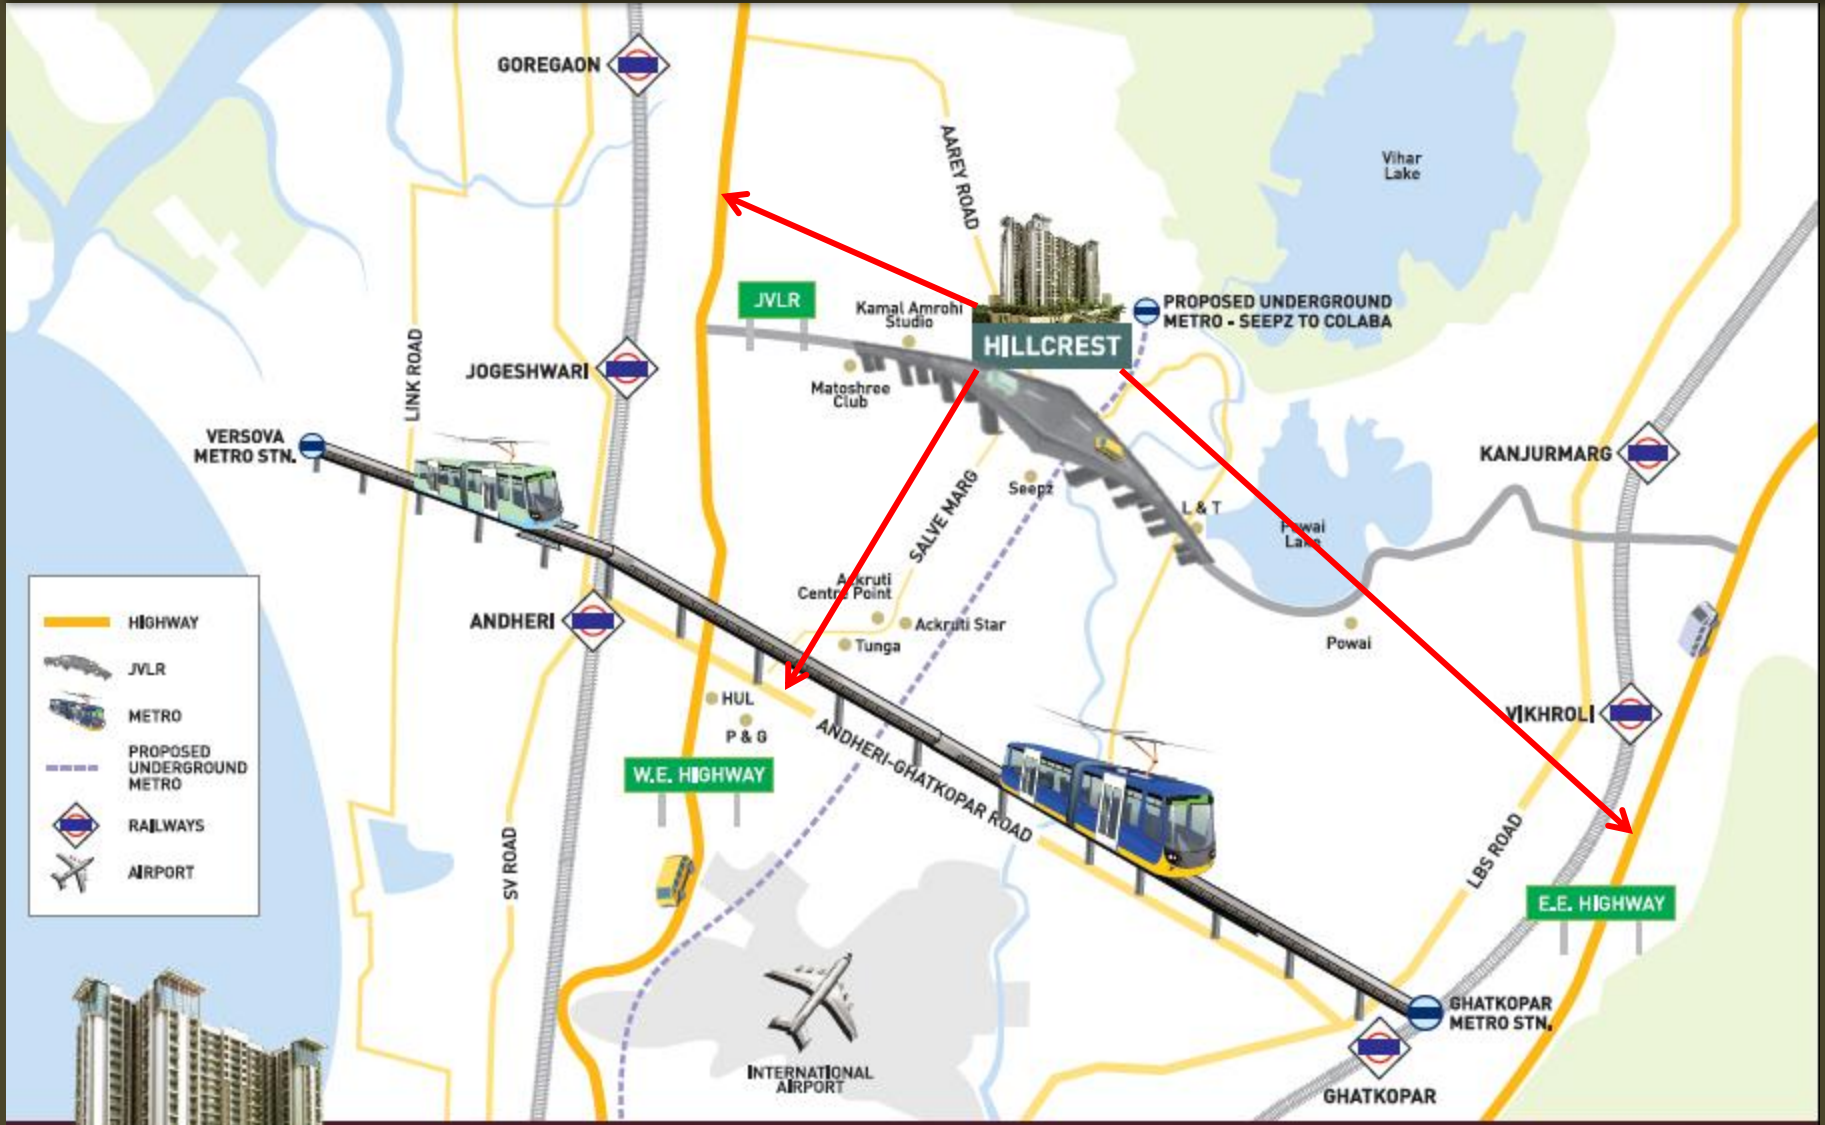 GOREGAON
AAREY ROAD
Vihar
Lake
JVLR
Kamal Amrohi
Studio
PROPOSED UNDERGROUND
METRO - SEEPZ TO COLABA
HILLCREST
LINK ROAD
JOGESHWARI
Matoshree
Club
VERSOVA
METRO STN.
KANJURMARG
Seepz
SALVE MARG
L & T
Powai
Lake
Ackruti
Centre Point
ANDHERI
Ackruti Star
Tunga
Powai
HIGHWAY
JVLR
METRO
PROPOSED
UNDERGROUND
METRO
RAILWAYS
AIRPORT
HUL
P & G
VIKHROLI
W.E. HIGHWAY
ANDHERI-GHATKOPAR ROAD
SV ROAD
LBS ROAD
E.E. HIGHWAY
GHATKOPAR
METRO STN.
INTERNATIONAL
AIRPORT
GHATKOPAR